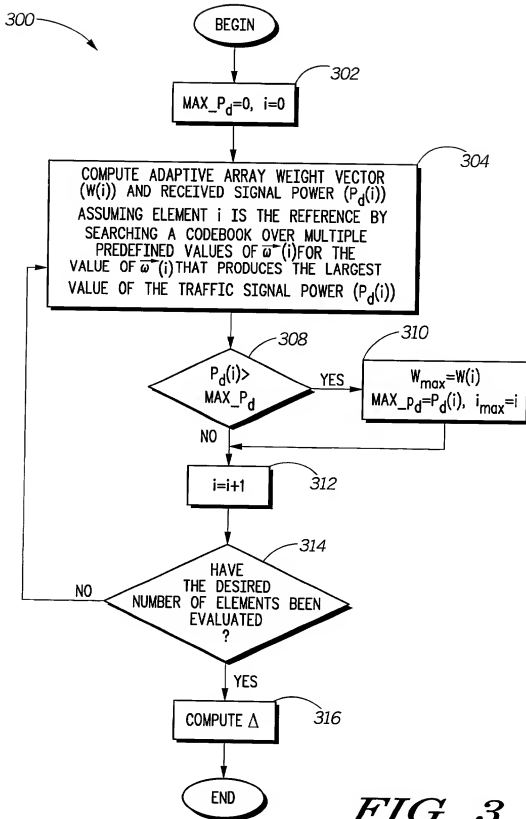 300
BEGIN
302
MAX_Pd=0, i=0
304
COMPUTE ADAPTIVE ARRAY WEIGHT VECTOR
(W(i)) AND RECEIVED SIGNAL POWER (Pd(i))
ASSUMING ELEMENT i IS THE REFERENCE BY
SEARCHING A CODEBOOK OVER MULTIPLE
PREDEFINED VALUES OF ω→(i)FOR THE
VALUE OF ω→(i)THAT PRODUCES THE LARGEST
VALUE OF THE TRAFFIC SIGNAL POWER (Pd(i))
308
Pd(i)>
MAX_Pd
YES
310
Wmax=W(i)
MAX_pd=Pd(i), imax=i
NO
312
i=i+1
314
HAVE
THE DESIRED
NUMBER OF ELEMENTS BEEN
EVALUATED
?
NO
YES
316
COMPUTE Δ
END
FIG. 3